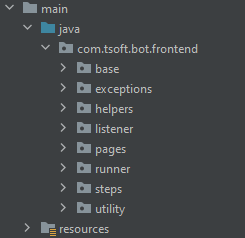 main
java
com.tsoft.bot.frontend
base
exceptions
helpers
listener
pages
runner
steps
utility
resources